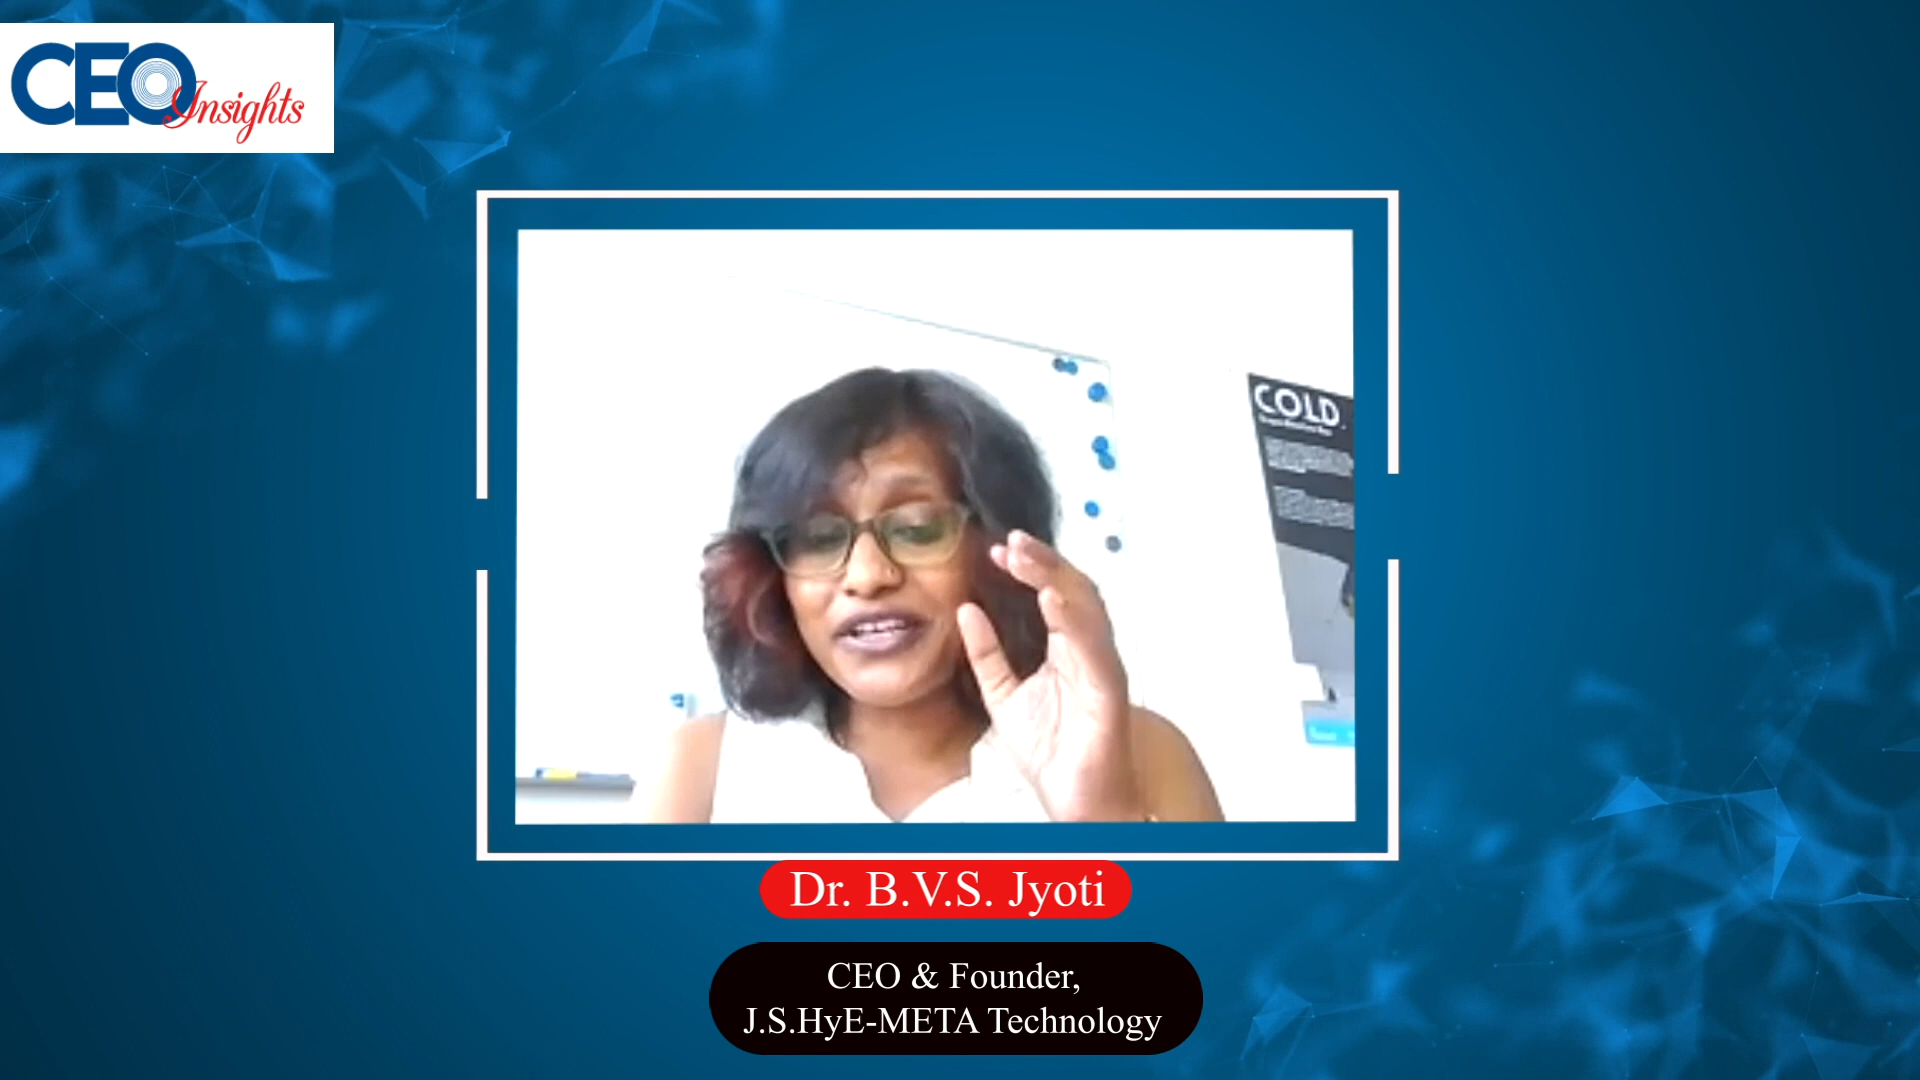 CEO Insights
COLD.
Dr. B.V.S. Jyoti
CEO & Founder,
J.S.HyE-META Technology